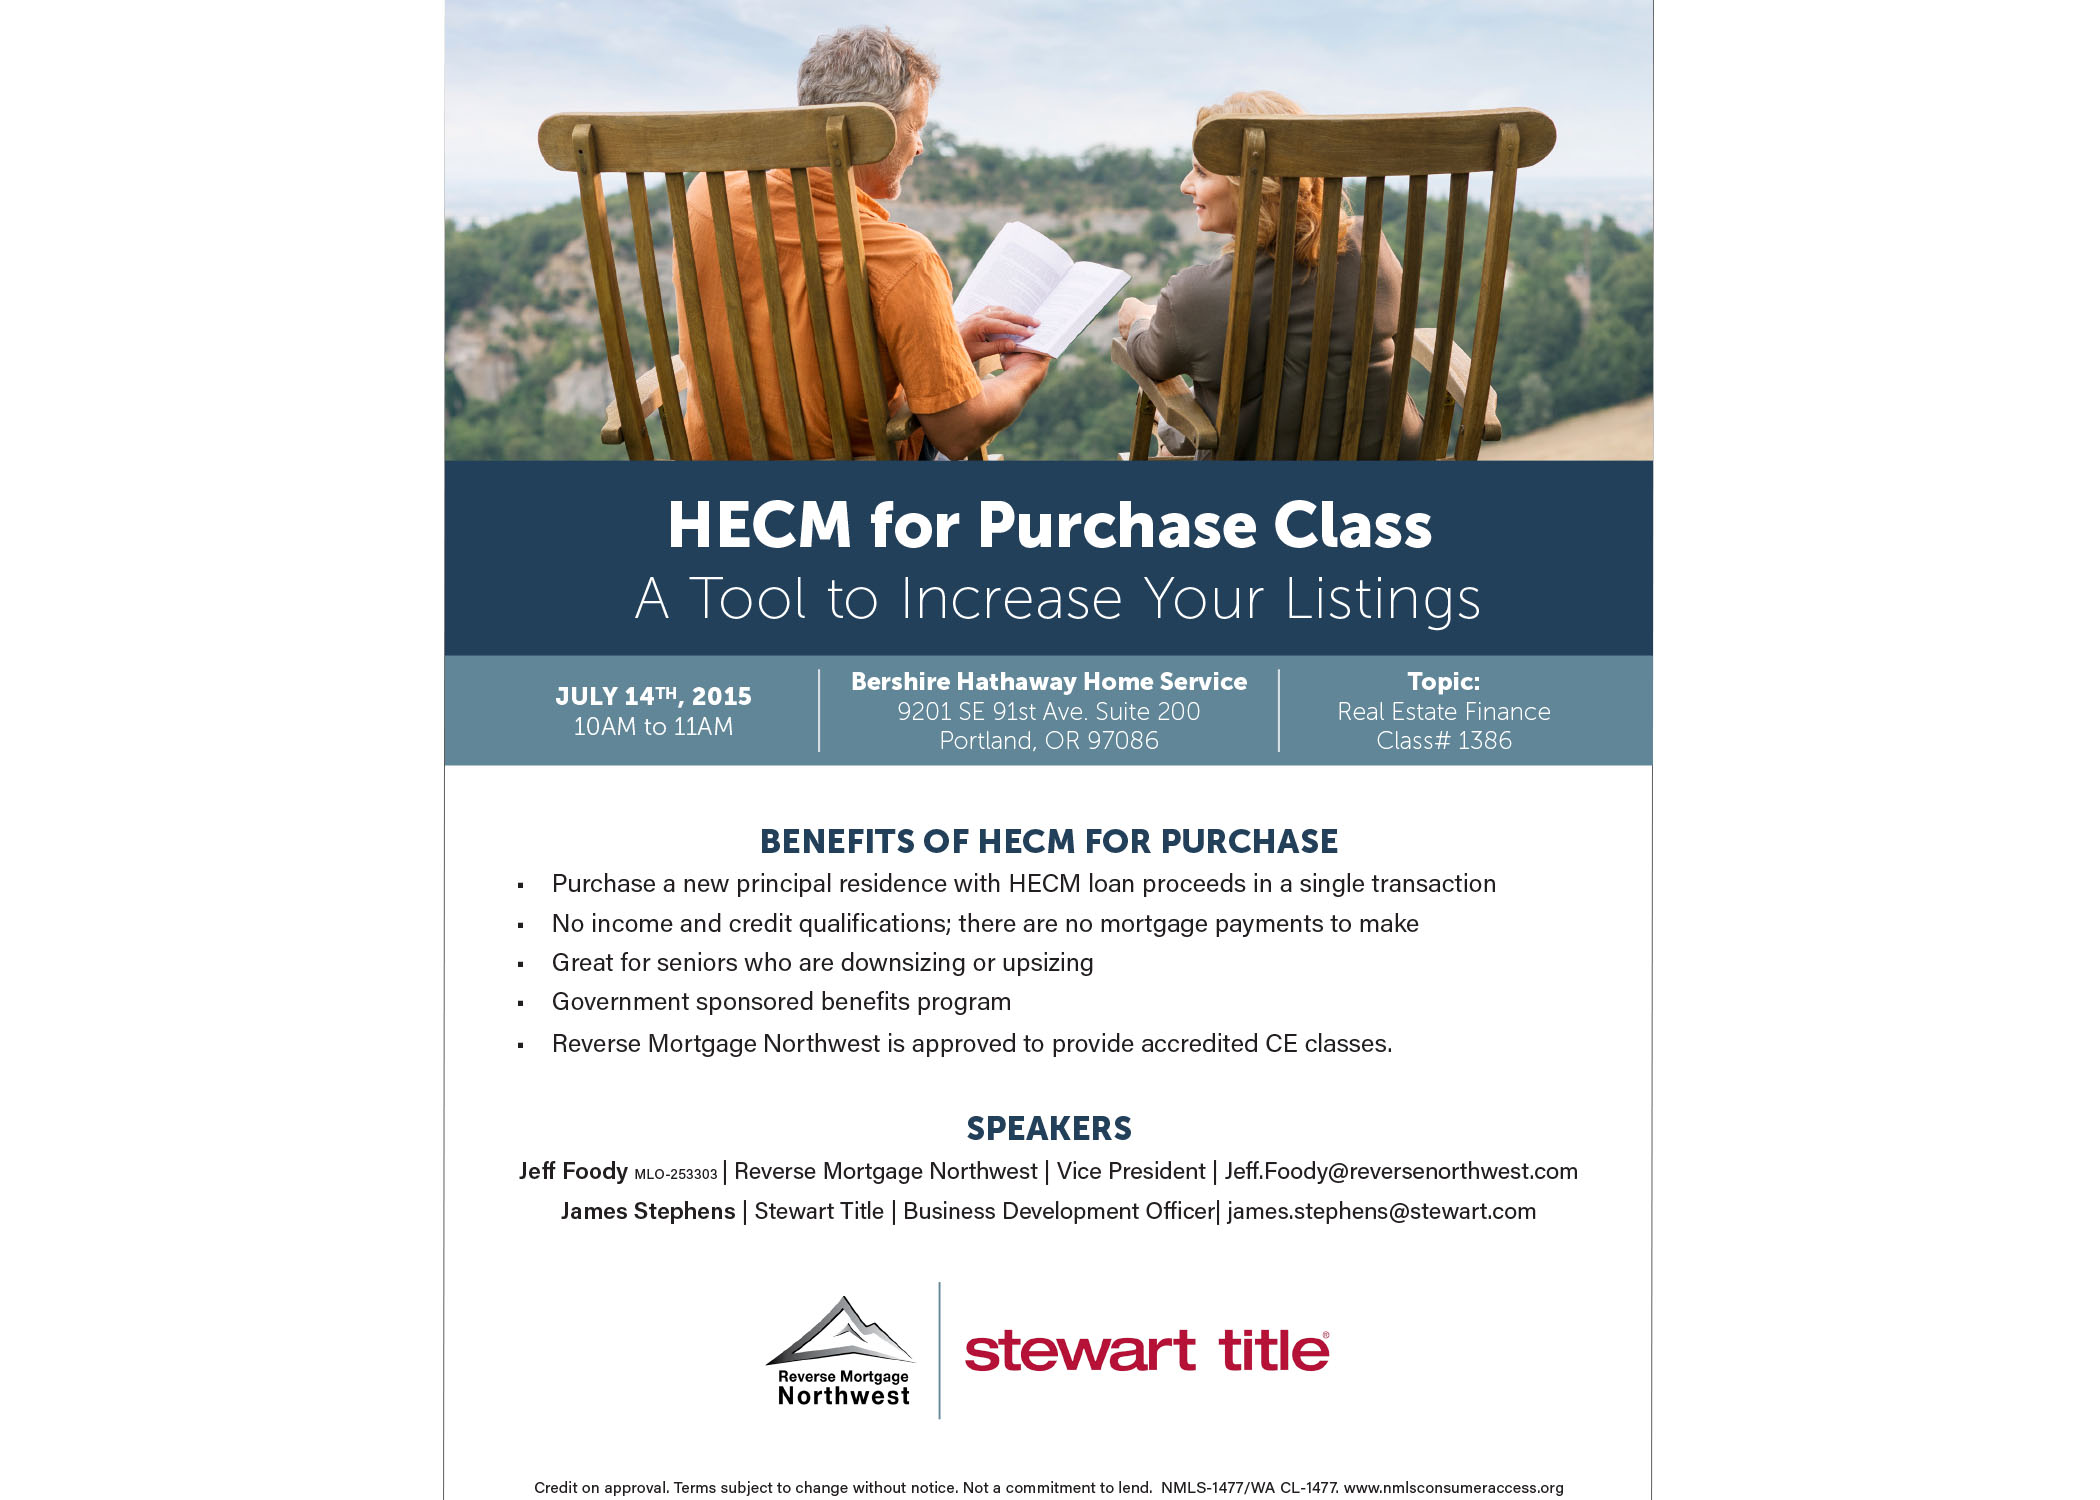 HECM for Purchase Class
A Tool to Increase Your Listings
JULY 14TH, 2015
10AM to 11AM
Bershire Hathaway Home Service
9201 SE 91st Ave. Suite 200
Portland, OR 97086
Topic:
Real Estate Finance
Class# 1386
BENEFITS OF HECM FOR PURCHASE
▪ Purchase a new principal residence with HECM loan proceeds in a single transaction
▪ No income and credit qualifications; there are no mortgage payments to make
▪ Great for seniors who are downsizing or upsizing
▪ Government sponsored benefits program
▪ Reverse Mortgage Northwest is approved to provide accredited CE classes.
SPEAKERS
Jeff Foody MLO-253303 | Reverse Mortgage Northwest | Vice President | Jeff.Foody@reversenorthwest.com
James Stephens | Stewart Title | Business Development Officer| james.stephens@stewart.com
Reverse Mortgage
Northwest
stewart title®
Credit on approval. Terms subject to change without notice. Not a commitment to lend. NMLS-1477/WA CL-1477. www.nmlsconsumeraccess.org